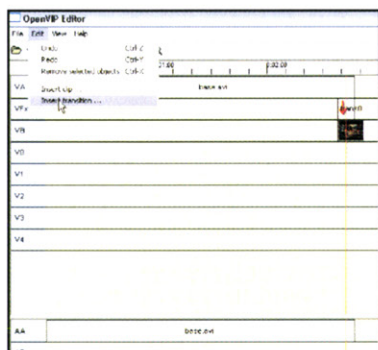 OpenVIP Editor
File Edit View Help
Undo Ctrl-Z
Redo Ctrl-Y
Remove selected objects Ctrl-X
Insert clip ...
Insert transition ...
VA base.avi
VFx
VB
V0
V1
V2
V3
V4
AA base.avi